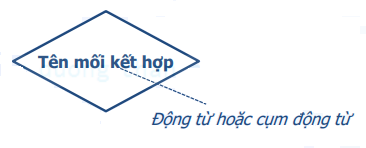 Tên mối kết hợp
Động từ hoặc cụm động từ